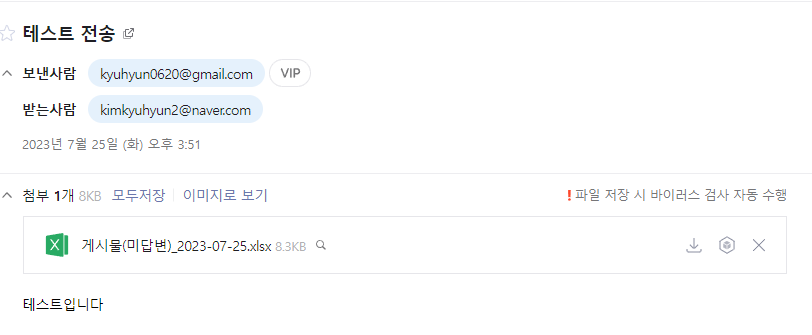 테스트 전송
보낸사람 kyuhyun0620@gmail.com VIP
받는사람 kimkyuhyun2@naver.com
2023년 7월 25일 (화) 오후 3:51
첨부 1개 8KB 모두저장 이미지로 보기 ! 파일 저장 시 바이러스 검사 자동 수행
게시물(미답변)_2023-07-25.xlsx 8.3KB
테스트입니다